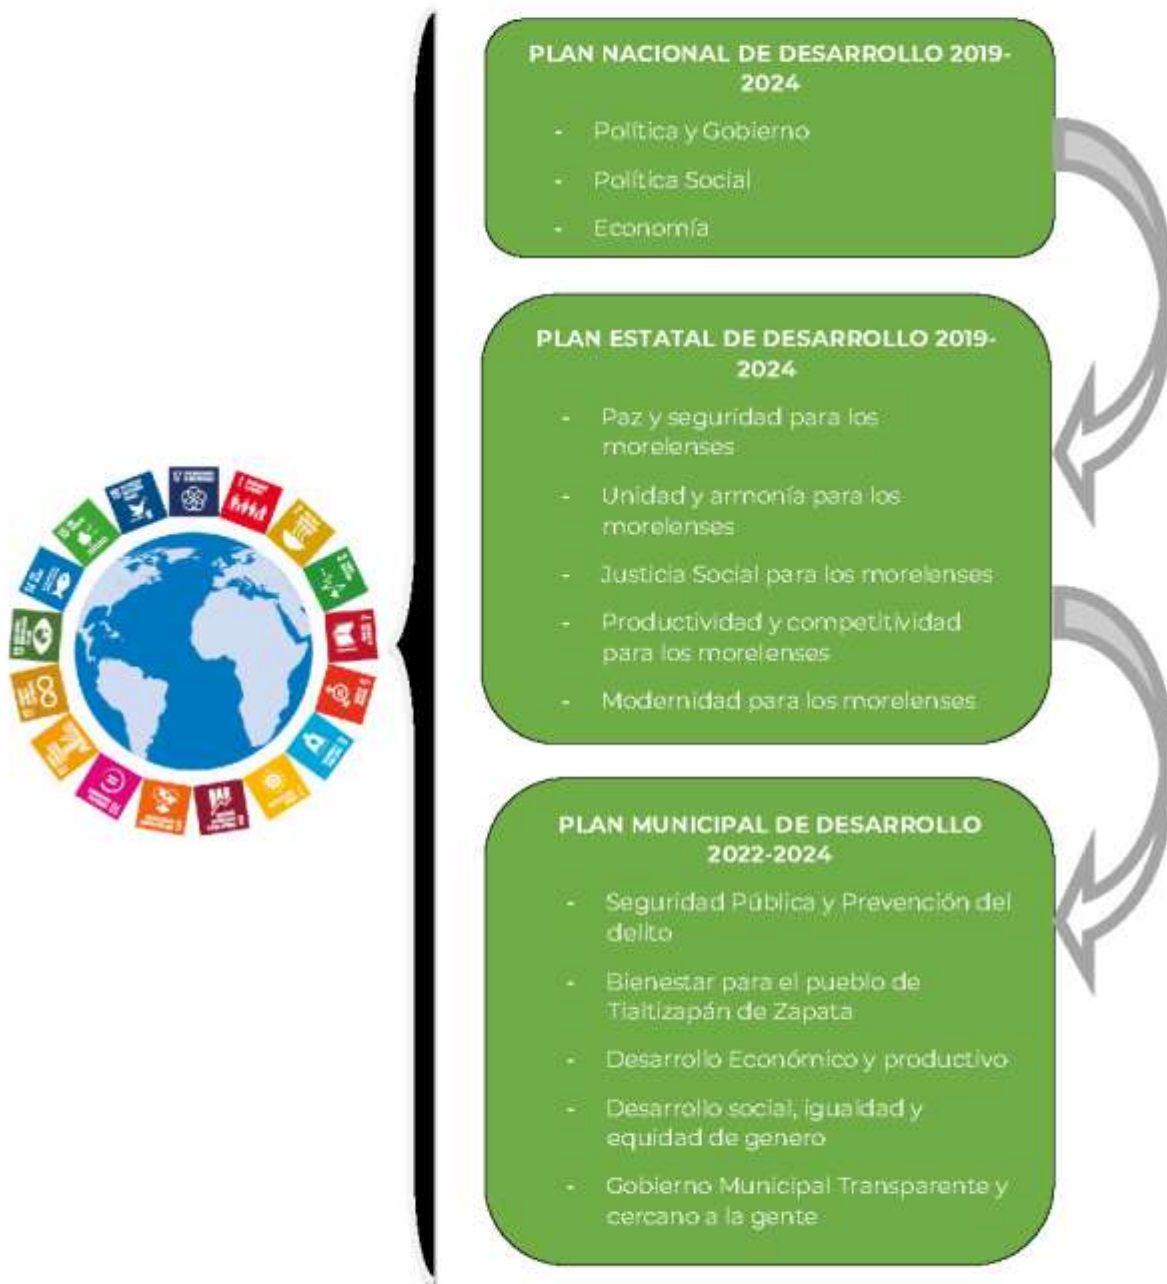 PLAN NACIONAL DE DESARROLLO 2019-
2024
- Política y Gobierno
- Política Social
- Economía
PLAN ESTATAL DE DESARROLLO 2019-
2024
- Paz y seguridad para los
morelenses
- Unidad y armonía para los
morelenses
- Justicia Social para los morelenses
- Productividad y competitividad
para los morelenses
- Modernidad para los morelenses
PLAN MUNICIPAL DE DESARROLLO
2022-2024
- Seguridad Pública y Prevención del
delito
- Bienestar para el pueblo de
Tlaltizapán de Zapata
- Desarrollo Económico y productivo
- Desarrollo social, igualdad y
equidad de genero
- Gobierno Municipal Transparente y
cercano a la gente